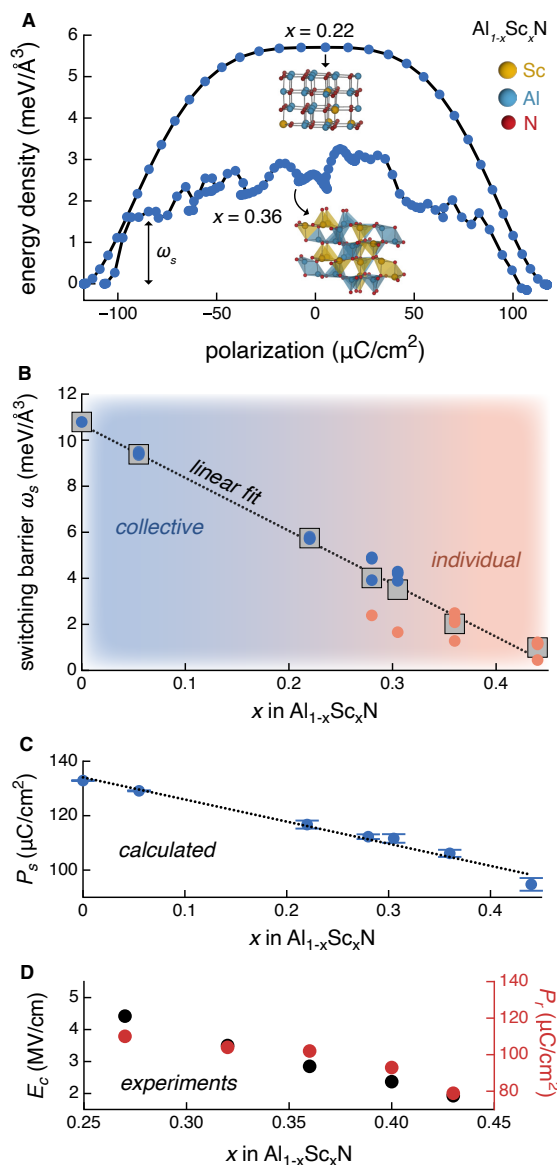 A
x = 0.22
Al1-xScxN
Sc
Al
N
energy density (meV/Å3)
6
5
4
3
2
1
0
x = 0.36
ωs
−100
−50
0
50
100
polarization (μC/cm2)
B
switching barrier ωs (meV/Å3)
12
10
8
6
4
2
0
linear fit
collective
individual
0
0.1
0.2
0.3
0.4
x in Al1-xScxN
C
Ps (μC/cm2)
140
120
100
calculated
0
0.1
0.2
0.3
0.4
x in Al1-xScxN
D
Ec (MV/cm)
5
4
3
2
experiments
140
120
100
80
Pr (μC/cm2)
0.25
0.30
0.35
0.40
0.45
x in Al1-xScxN